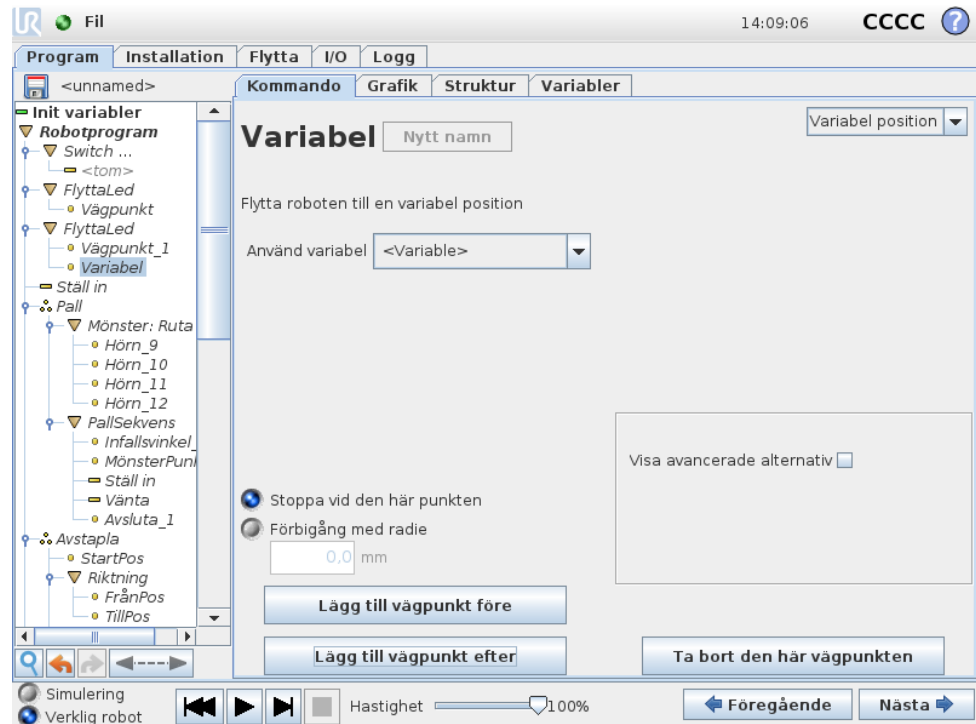 UR Fil 14:09:06 CCCC ?
Program Installation Flytta I/O Logg
<unnamed>
Kommando Grafik Struktur Variabler
Init variabler
Robotprogram
Switch ...
<tom>
FlyttaLed
Vägpunkt
FlyttaLed
Vägpunkt_1
Variabel
Ställ in
Pall
Mönster: Ruta
Hörn_9
Hörn_10
Hörn_11
Hörn_12
PallSekvens
Infallsvinkel_
MönsterPun
Ställ in
Vänta
Avsluta_1
Avstapla
StartPos
Riktning
FrånPos
TillPos
Variabel Nytt namn
Variabel position
Flytta roboten till en variabel position
Använd variabel <Variable>
Visa avancerade alternativ
Stoppa vid den här punkten
Förbigång med radie
0,0 mm
Lägg till vägpunkt före
Lägg till vägpunkt efter
Ta bort den här vägpunkten
Simulering
Verklig robot
Hastighet 100%
Föregående
Nästa